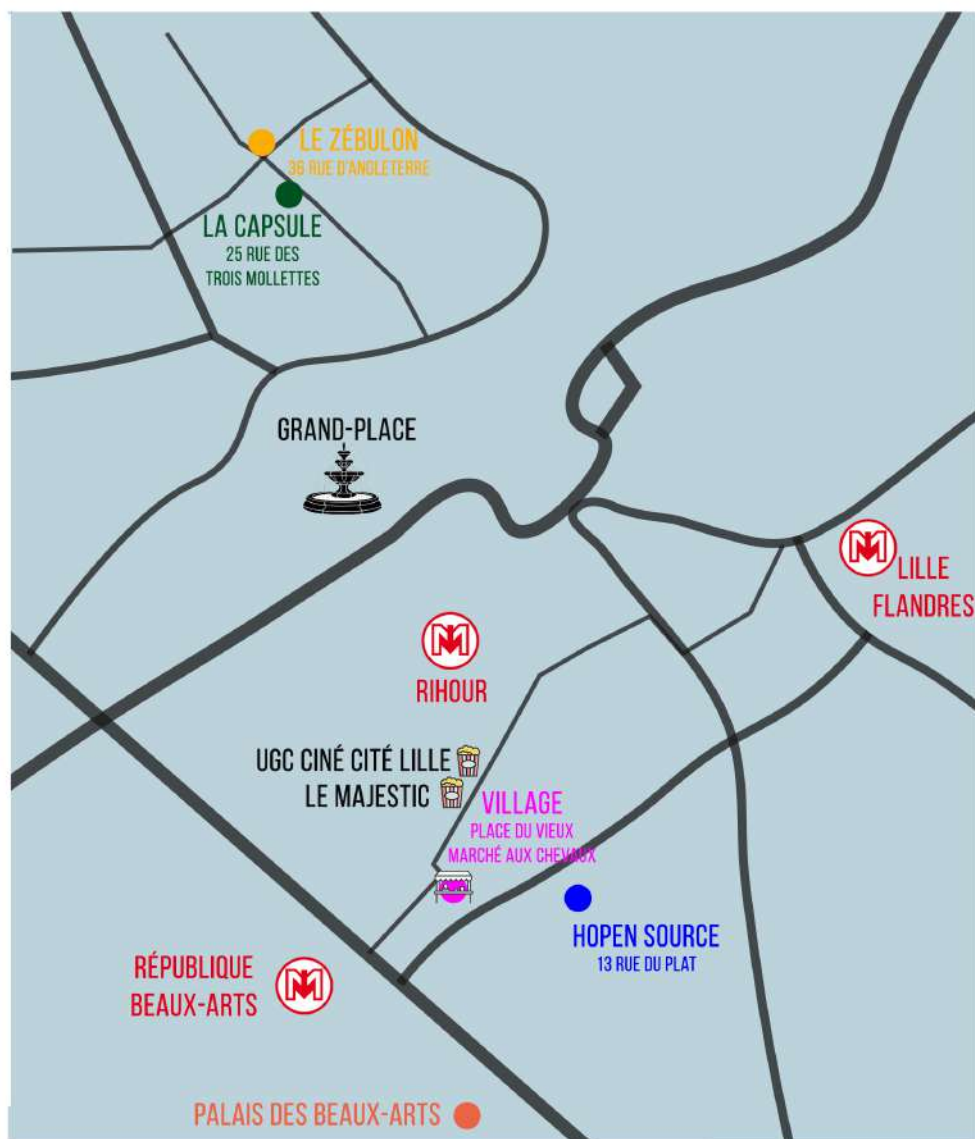 LE ZÉBULON
36 RUE D'ANGLETERRE
LA CAPSULE
25 RUE DES
TROIS MOLLETTES
GRAND-PLACE
M
LILLE
FLANDRES
M
RIHOUR
UGC CINÉ CITÉ LILLE
LE MAJESTIC
VILLAGE
PLACE DU VIEUX
MARCHÉ AUX CHEVAUX
HOPEN SOURCE
13 RUE DU PLAT
RÉPUBLIQUE
BEAUX-ARTS
M
PALAIS DES BEAUX-ARTS